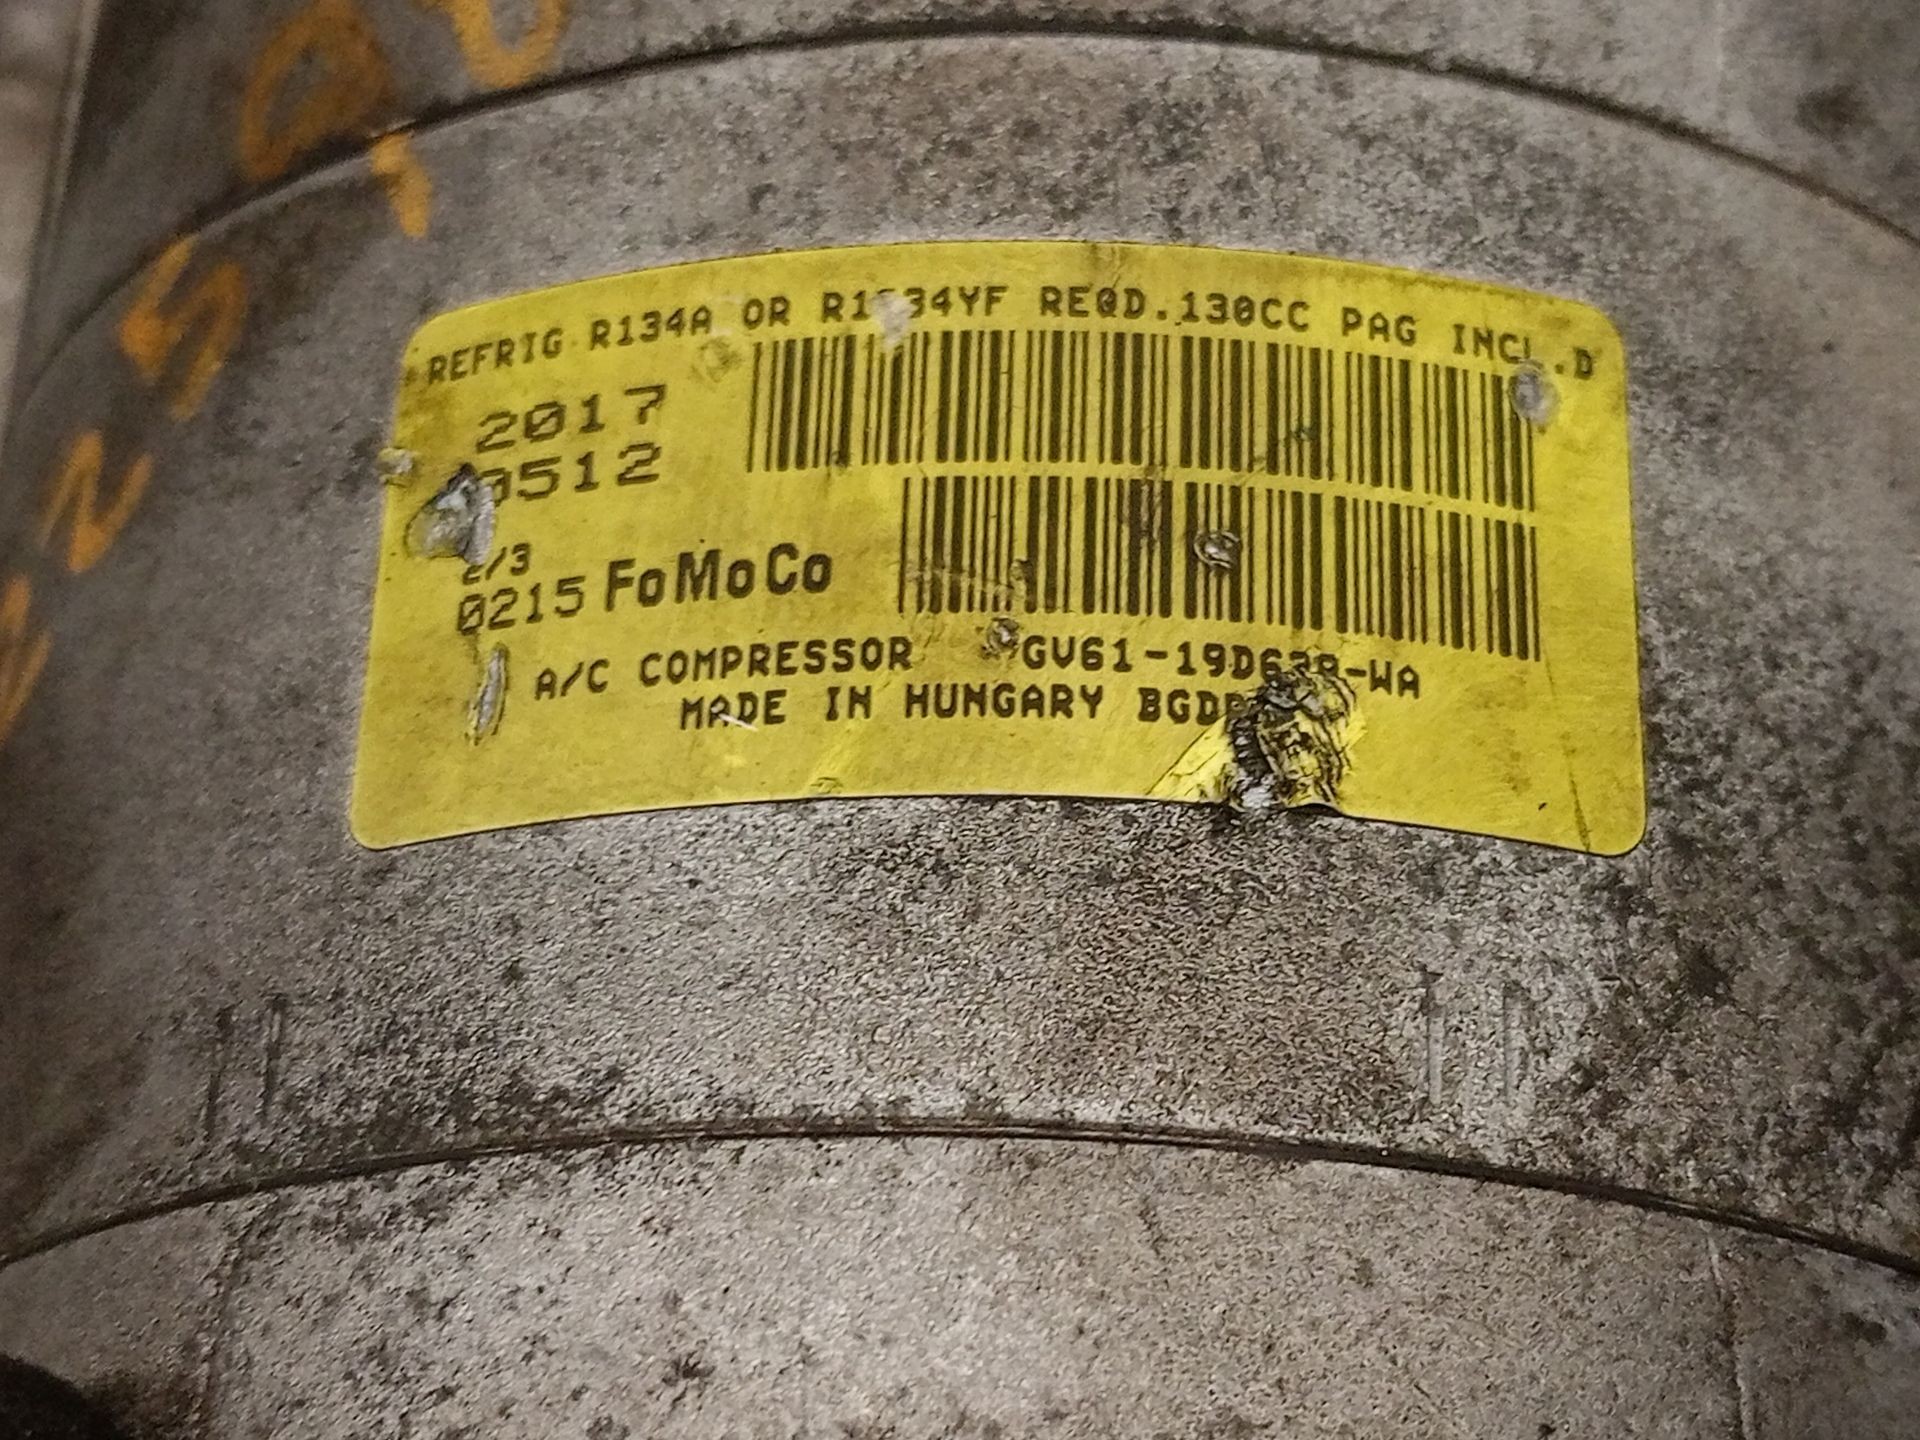 REFRIG R134A OR R1234YF REQD. 130CC PAG INCL.D
2017
0512
2/3
0215 FoMoCo
A/C COMPRESSOR GV61-19D629-WA
MADE IN HUNGARY